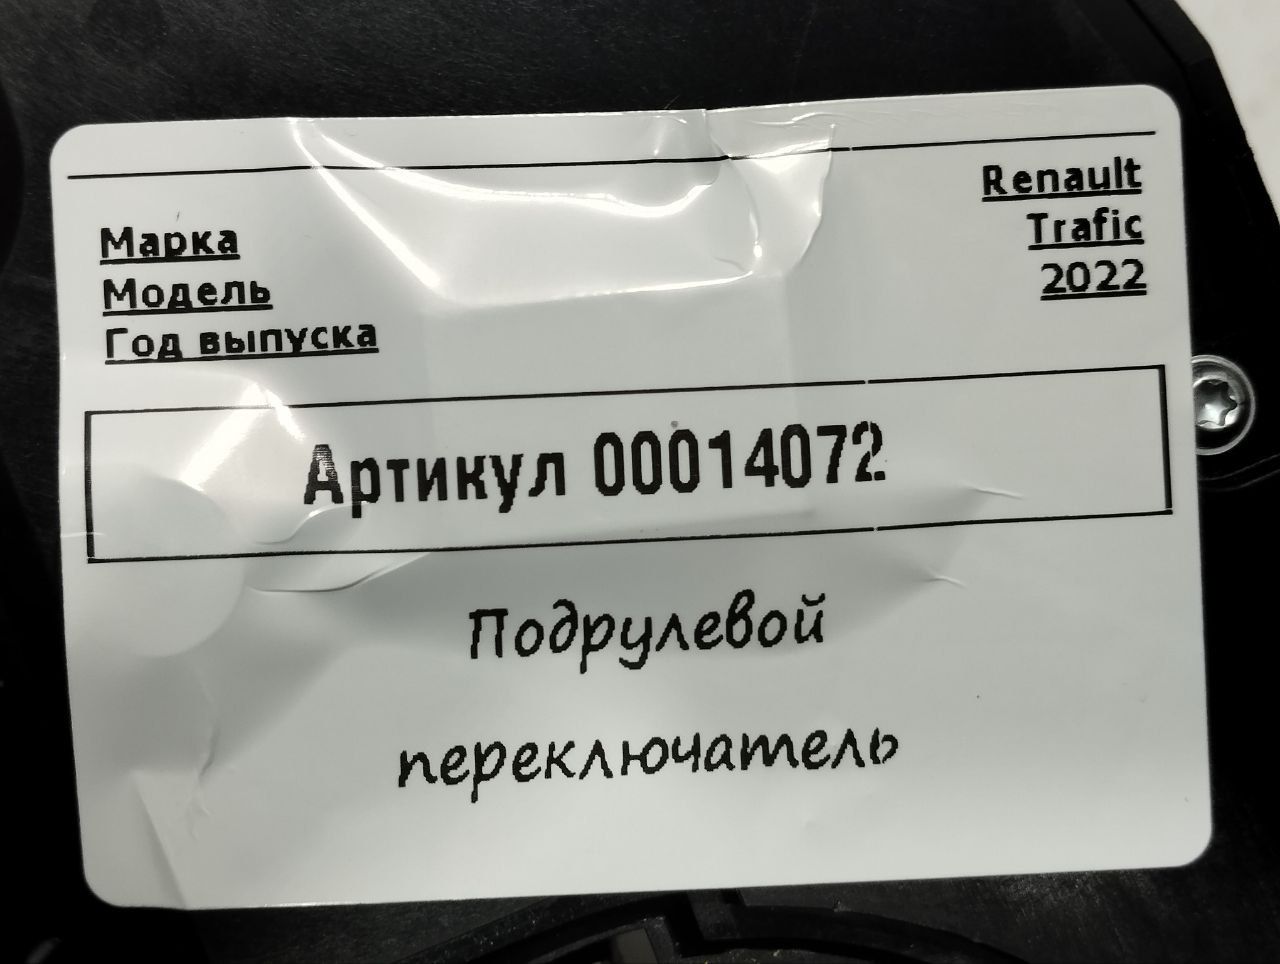 Марка Renault
Модель Trafic
Год выпуска 2022
Артикул 00014072
Подрулевой
переключатель